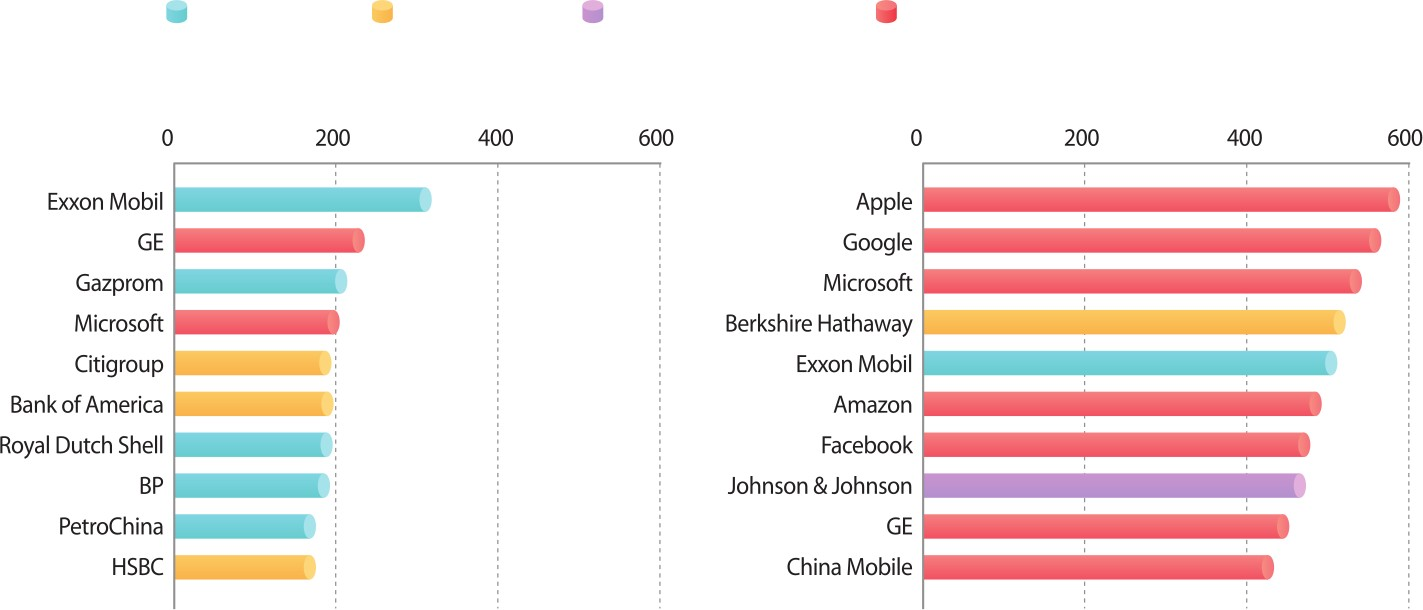 0 200 400 600
Exxon Mobil
GE
Gazprom
Microsoft
Citigroup
Bank of America
Royal Dutch Shell
BP
PetroChina
HSBC
0 200 400 600
Apple
Google
Microsoft
Berkshire Hathaway
Exxon Mobil
Amazon
Facebook
Johnson & Johnson
GE
China Mobile